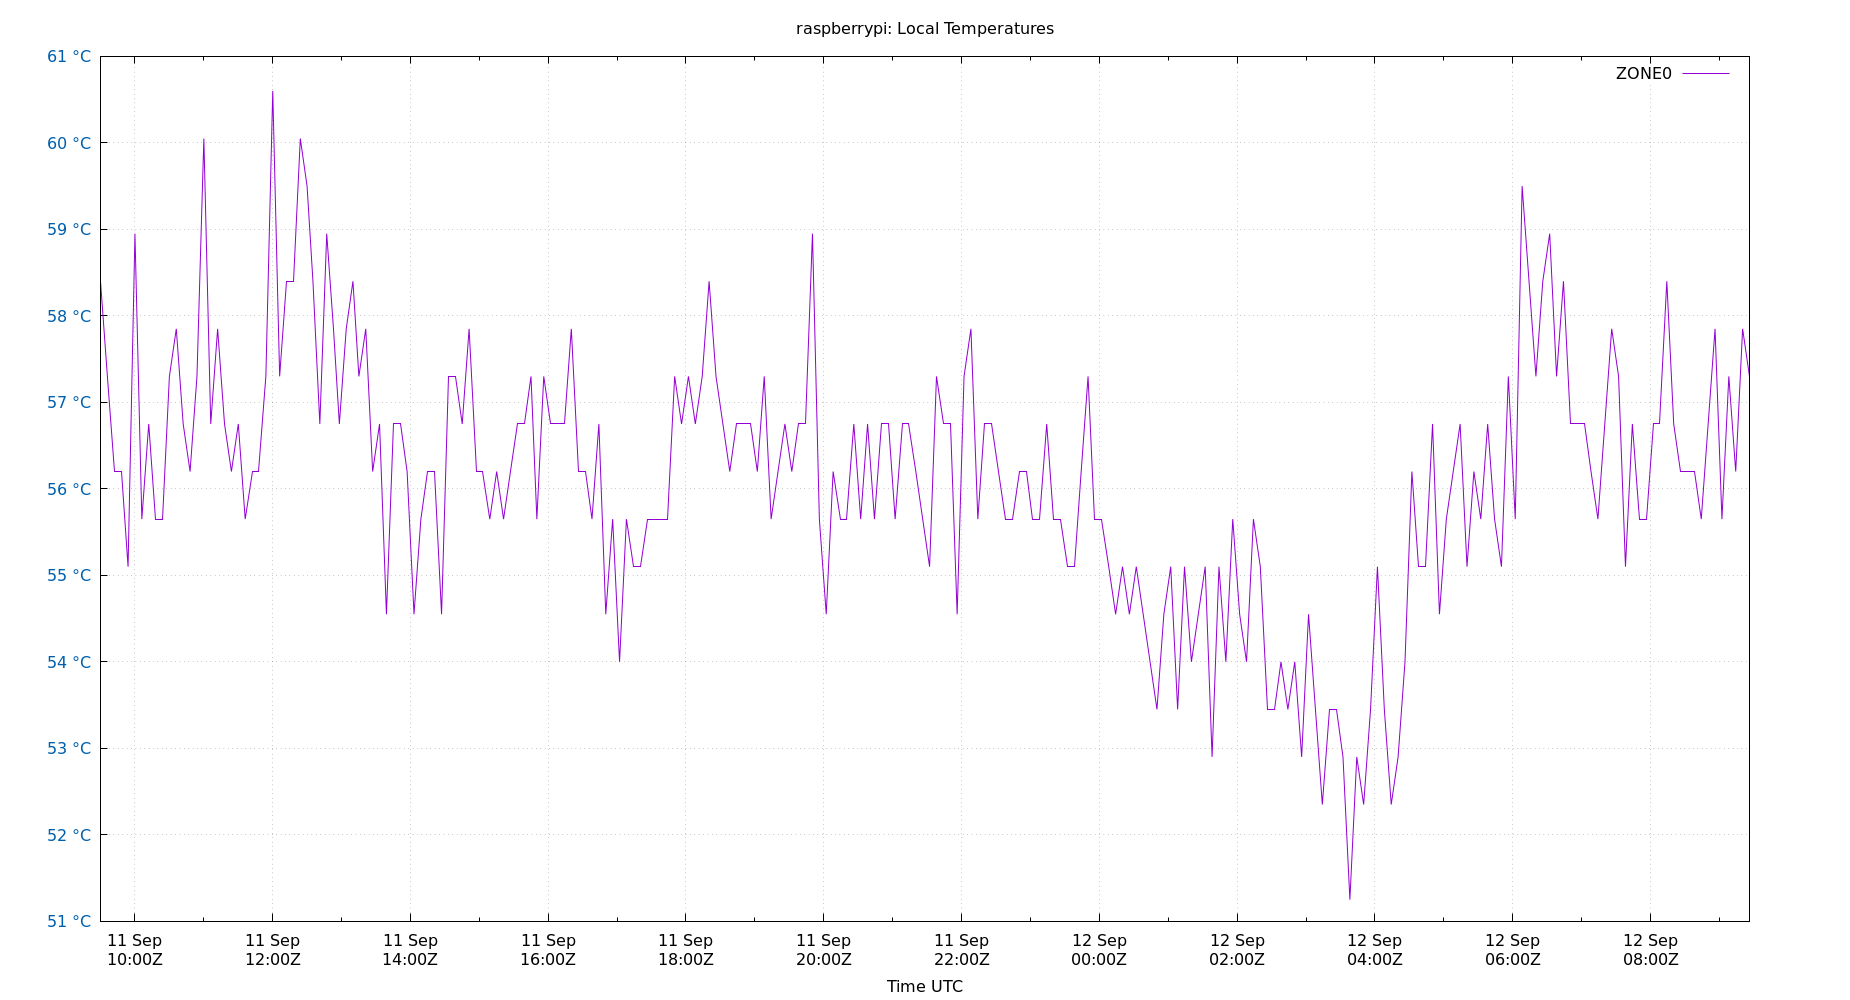 raspberrypi: Local Temperatures
ZONE0
61 °C
60 °C
59 °C
58 °C
57 °C
56 °C
55 °C
54 °C
53 °C
52 °C
51 °C
11 Sep 11 Sep 11 Sep 11 Sep 11 Sep 11 Sep 11 Sep 12 Sep 12 Sep 12 Sep 12 Sep 12 Sep
10:00Z 12:00Z 14:00Z 16:00Z 18:00Z 20:00Z 22:00Z 00:00Z 02:00Z 04:00Z 06:00Z 08:00Z
Time UTC